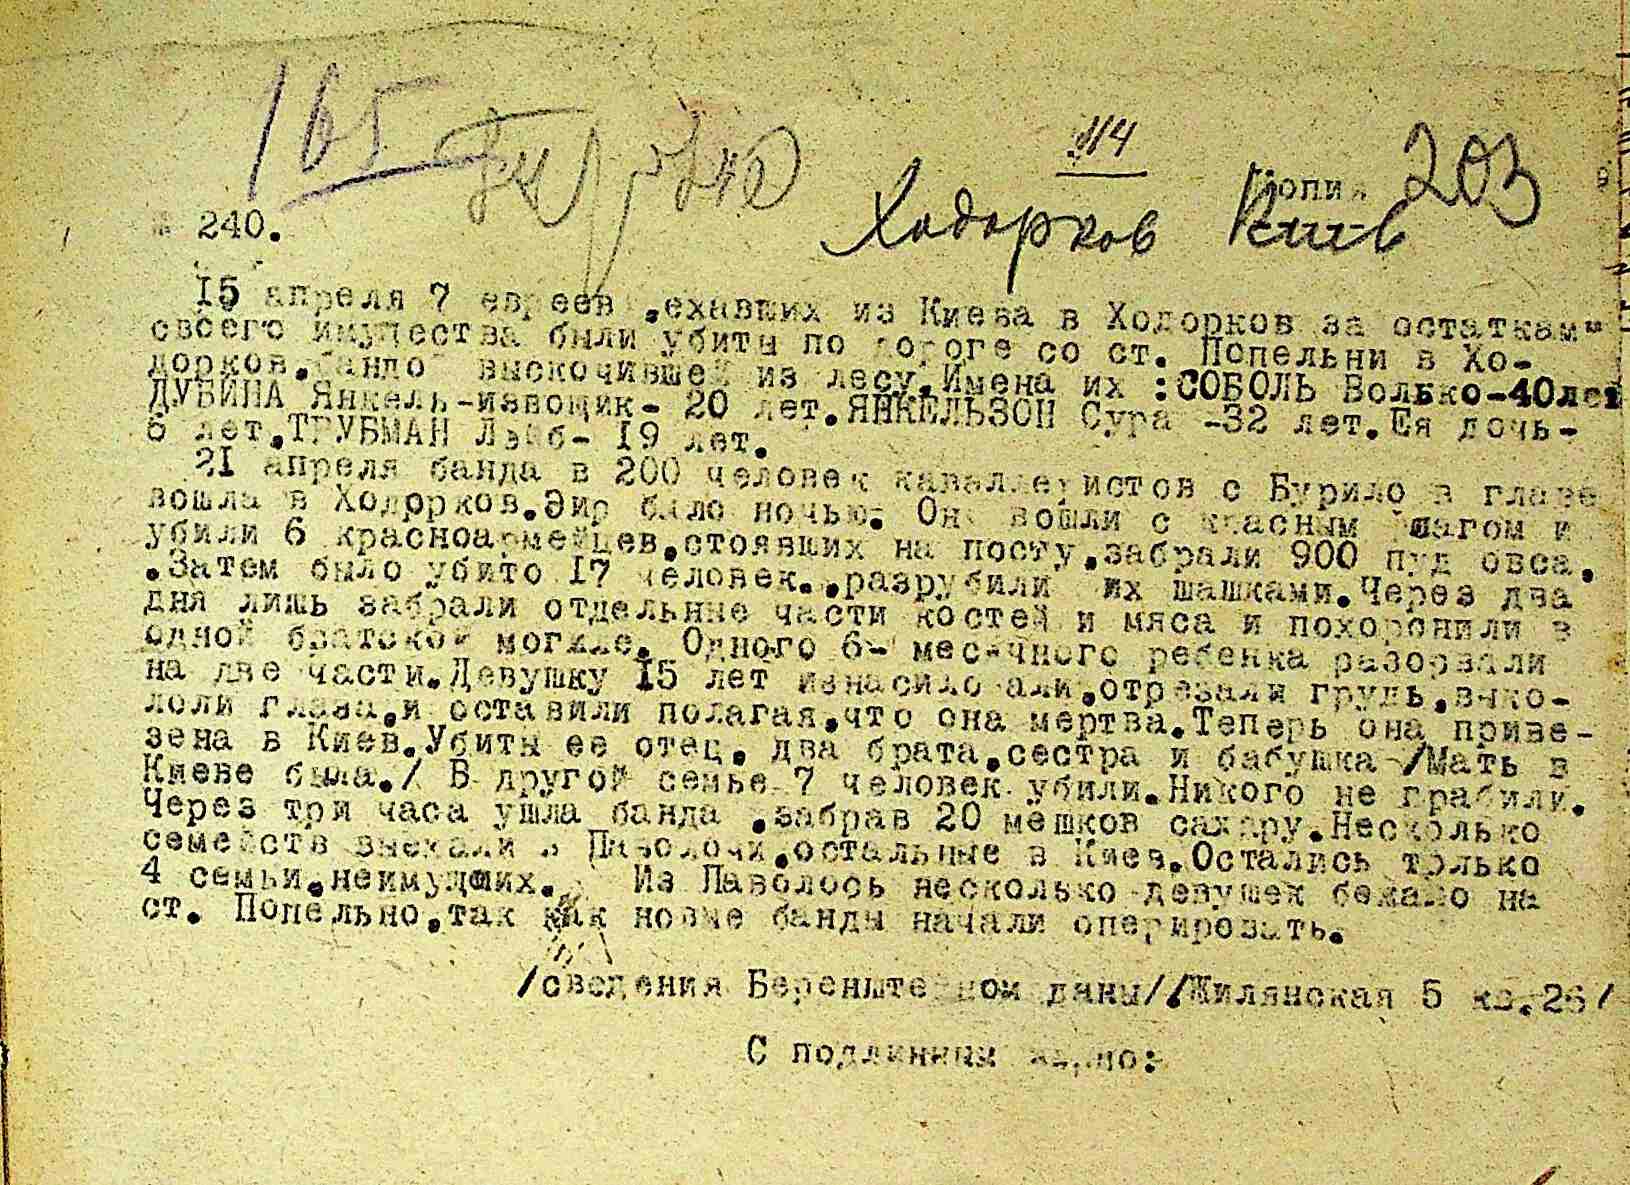 165
114
203
Копия
240.
Ходорков Киев
15 апреля 7 евреев ,ехавших из Киева в Ходорков за остатками
своего имущества были убиты по дороге со ст. Попельни в Хо-
дорков,бандой выскочившей из лесу.Имена их :СОБОЛЬ Волько-40лет
ДУБИНА Янкель-извощик- 20 лет.ЯНКЕЛЬЗОН Сура -32 лет.Ея дочь-
6 лет,ТРУБМАН Лэйб- 19 лет.
21 апреля банда в 200 человек каваллеристов с Бурило в главе
вошла в Ходорков. было ночью. Они вошли с красным флагом и
убили 6 красноармейцев,стоявших на посту,забрали 900 пуд овса.
.Затем было убито 17 человек.,разрубили их шашками.Через два
дня лишь забрали отдельные части костей и мяса и похоронили в
одной братской могиле. Одного 6- месячного ребенка разорвали
на две части.Девушку 15 лет изнасиловали,отрезали грудь,выко-
лоли глаза,и оставили полагая,что она мертва.Теперь она приве-
зена в Киев.Убиты ее отец, два брата,сестра и бабушка /Мать в
Киеве была./ В другой семье 7 человек убили.Никого не грабили.
Через три часа ушла банда ,забрав 20 мешков сахару.Несколько
семейств выехали в Паволочи,остальные в Киев.Остались только
4 семьи,неимущих. Из Паволось несколько девушек бежало на
ст. Попельно,так как новые банды начали оперировать.
/сведения Беренштейном даны//Жилянская 5 кв.26/
С подлинным верно: